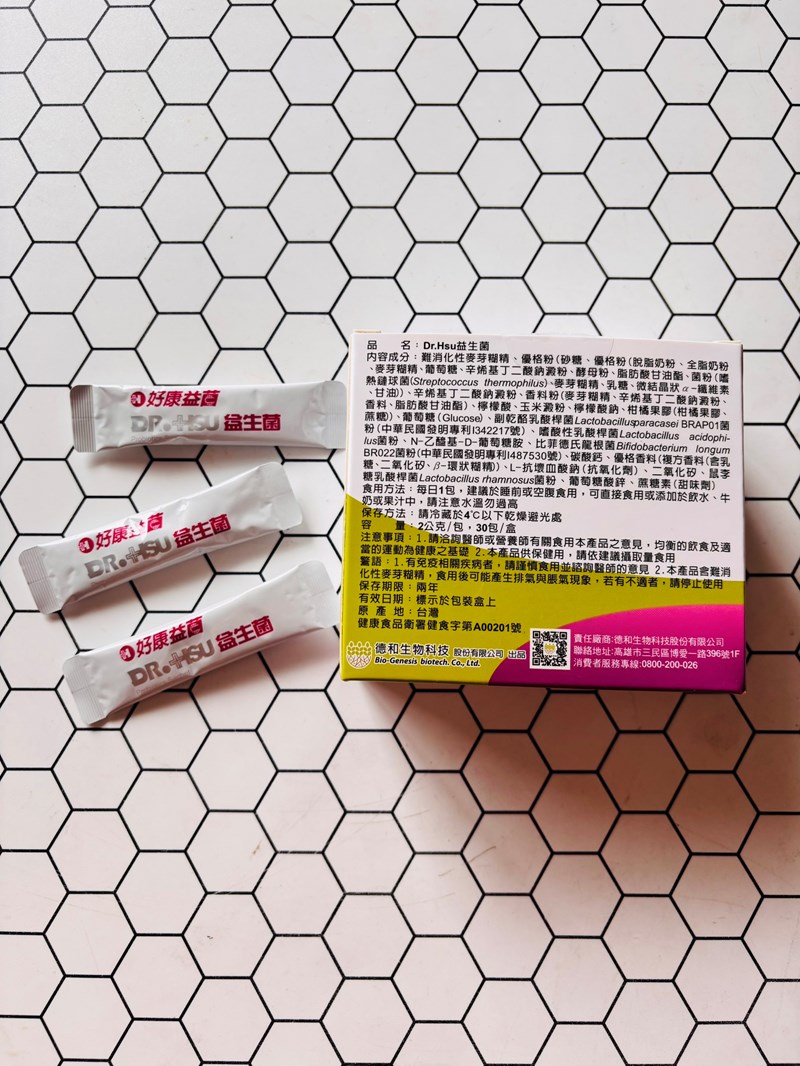 好康益菌
DR.+HSU 益生菌
好康益菌
DR.+HSU 益生菌
好康益菌
DR.+HSU 益生菌
品　　名：Dr.Hsu益生菌
內容成分：難消化性麥芽糊精、優格粉(砂糖、優格粉(脫脂奶粉、全脂奶粉
、麥芽糊精、葡萄糖、辛烯基丁二酸鈉澱粉、酵母粉、脂肪酸甘油酯、菌粉(嗜
熱鏈球菌(Streptococcus thermophilus)、麥芽糊精、乳糖、微結晶狀α-纖維素
、甘油))、辛烯基丁二酸鈉澱粉、香料粉(麥芽糊精、辛烯基丁二酸鈉澱粉、
香料、脂肪酸甘油酯)、檸檬酸、玉米澱粉、檸檬酸鈉、柑橘果膠(柑橘果膠、
蔗糖))、葡萄糖(Glucose)、副乾酪乳酸桿菌Lactobacillusparacasei BRAP01菌
粉(中華民國發明專利I342217號)、嗜酸性乳酸桿菌Lactobacillus acidophi-
lus菌粉、N-乙醯基-D-葡萄糖胺、比菲德氏龍根菌Bifidobacterium longum
BR022菌粉(中華民國發明專利I487530號)、碳酸鈣、優格香料(複方香料(含乳
糖、二氧化矽、β-環狀糊精))、L-抗壞血酸鈉(抗氧化劑)、二氧化矽、鼠李
糖乳酸桿菌Lactobacillus rhamnosus菌粉、葡萄糖酸鋅、蔗糖素(甜味劑)
食用方法：每日1包，建議於睡前或空腹食用，可直接食用或添加於飲水、牛
奶或果汁中，請注意水溫勿過高
保存方法：請冷藏於4℃以下乾燥避光處
容　　量：2公克/包，30包/盒
注意事項：1.請洽詢醫師或營養師有關食用本產品之意見，均衡的飲食及適
當的運動為健康之基礎 2.本產品供保健用，請依建議攝取量食用
警語：1.有免疫相關疾病者，請謹慎食用並諮詢醫師的意見 2.本產品含難消
化性麥芽糊精，食用後可能產生排氣與脹氣現象，若有不適者，請停止使用
保存期限：兩年
有效日期：標示於包裝盒上
原 產 地：台灣
健康食品衛署健食字第A00201號
德和生物科技 股份有限公司 出品
Bio-Genesis biotech. Co., Ltd.
責任廠商:德和生物科技股份有限公司
聯絡地址:高雄市三民區博愛一路396號1F
消費者服務專線:0800-200-026